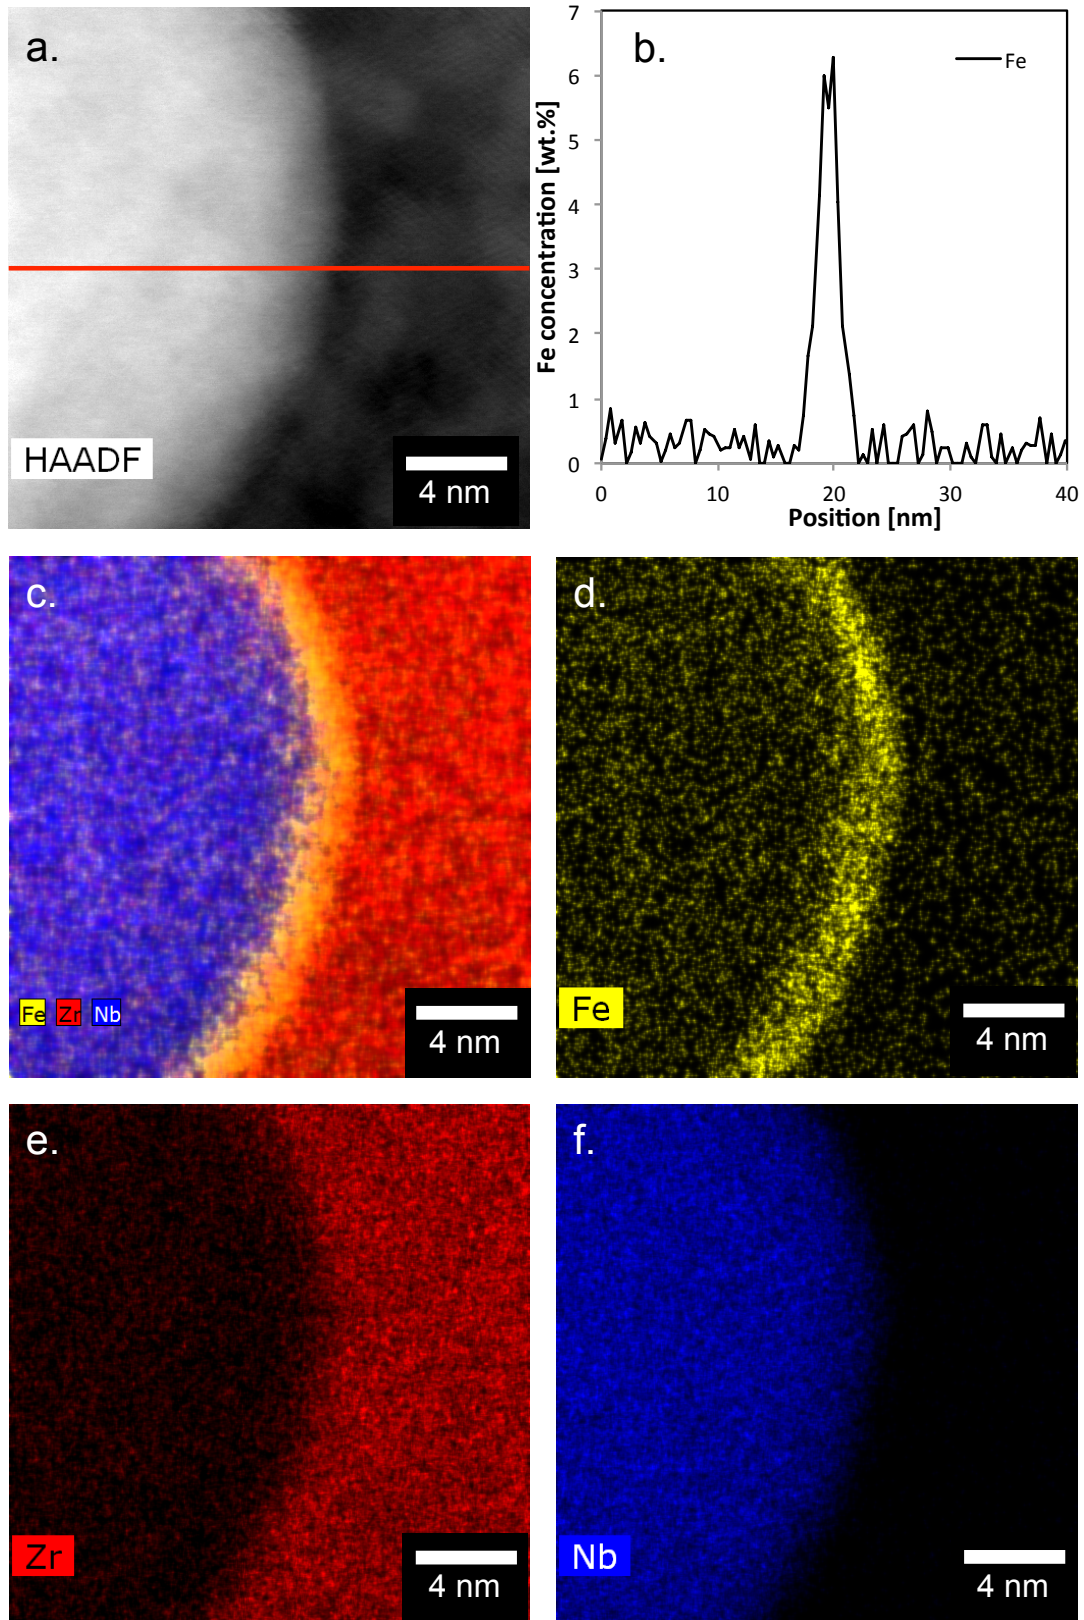 a.
HAADF
4 nm
b.
Fe
Fe concentration [wt.%]
7
6
5
4
3
2
1
0
0 10 20 30 40
Position [nm]
c.
Fe Zr Nb
4 nm
d.
Fe
4 nm
e.
Zr
4 nm
f.
Nb
4 nm